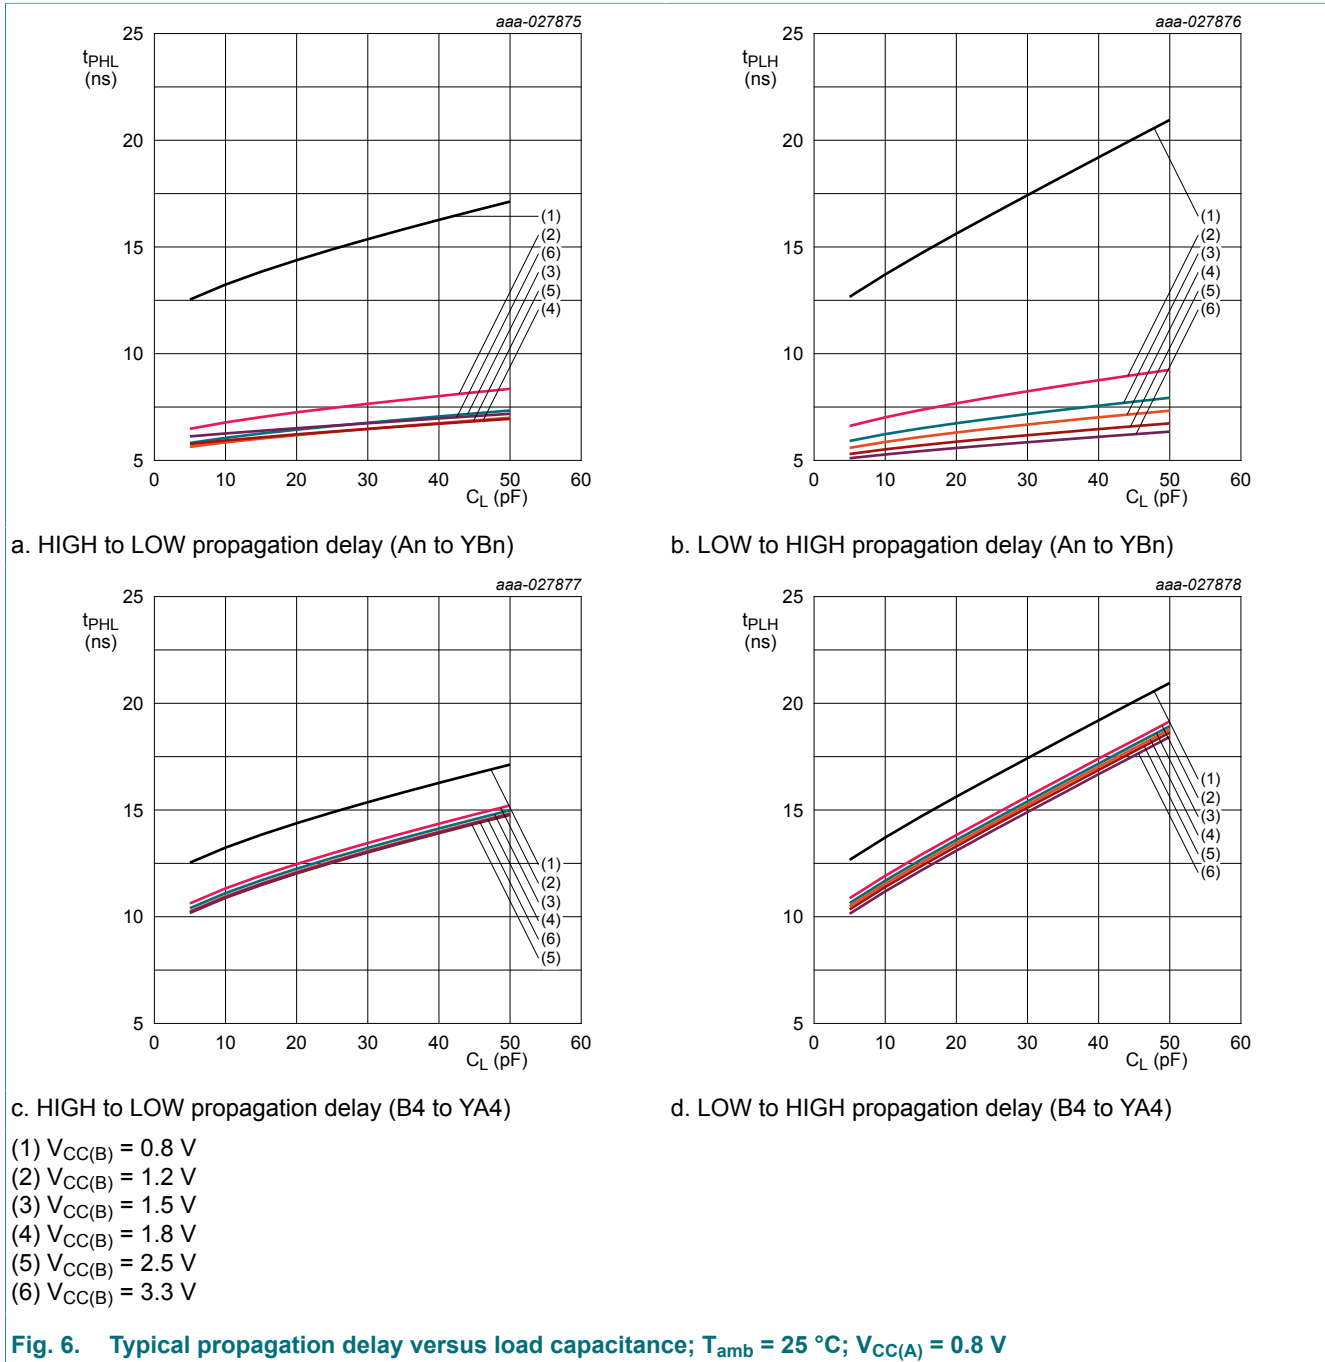 aaa-027875
25
tPHL
(ns)
20
15
10
5
0 10 20 30 40 50 60
CL (pF)
(1)
(2)
(6)
(3)
(5)
(4)
a. HIGH to LOW propagation delay (An to YBn)
aaa-027876
25
tPLH
(ns)
20
15
10
5
0 10 20 30 40 50 60
CL (pF)
(1)
(2)
(3)
(4)
(5)
(6)
b. LOW to HIGH propagation delay (An to YBn)
aaa-027877
25
tPHL
(ns)
20
15
10
5
0 10 20 30 40 50 60
CL (pF)
(1)
(2)
(3)
(4)
(6)
(5)
c. HIGH to LOW propagation delay (B4 to YA4)
aaa-027878
25
tPLH
(ns)
20
15
10
5
0 10 20 30 40 50 60
CL (pF)
(1)
(2)
(3)
(4)
(5)
(6)
d. LOW to HIGH propagation delay (B4 to YA4)
(1) VCC(B) = 0.8 V
(2) VCC(B) = 1.2 V
(3) VCC(B) = 1.5 V
(4) VCC(B) = 1.8 V
(5) VCC(B) = 2.5 V
(6) VCC(B) = 3.3 V
Fig. 6. Typical propagation delay versus load capacitance; Tamb = 25 °C; VCC(A) = 0.8 V